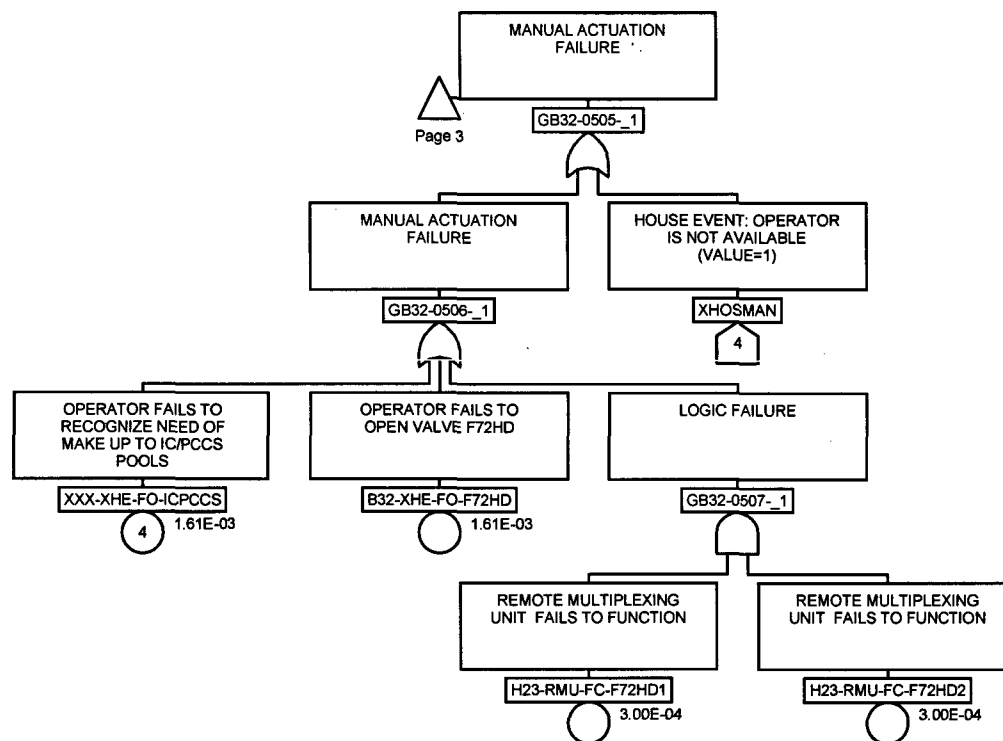 MANUAL ACTUATION
FAILURE
Page 3
GB32-0505-_1
MANUAL ACTUATION
FAILURE
HOUSE EVENT: OPERATOR
IS NOT AVAILABLE
(VALUE=1)
GB32-0506-_1
XHOSMAN
4
OPERATOR FAILS TO
RECOGNIZE NEED OF
MAKE UP TO IC/PCCS
POOLS
OPERATOR FAILS TO
OPEN VALVE F72HD
LOGIC FAILURE
XXX-XHE-FO-ICPCCS
B32-XHE-FO-F72HD
GB32-0507-_1
4
1.61E-03
1.61E-03
REMOTE MULTIPLEXING
UNIT FAILS TO FUNCTION
REMOTE MULTIPLEXING
UNIT FAILS TO FUNCTION
H23-RMU-FC-F72HD1
H23-RMU-FC-F72HD2
3.00E-04
3.00E-04